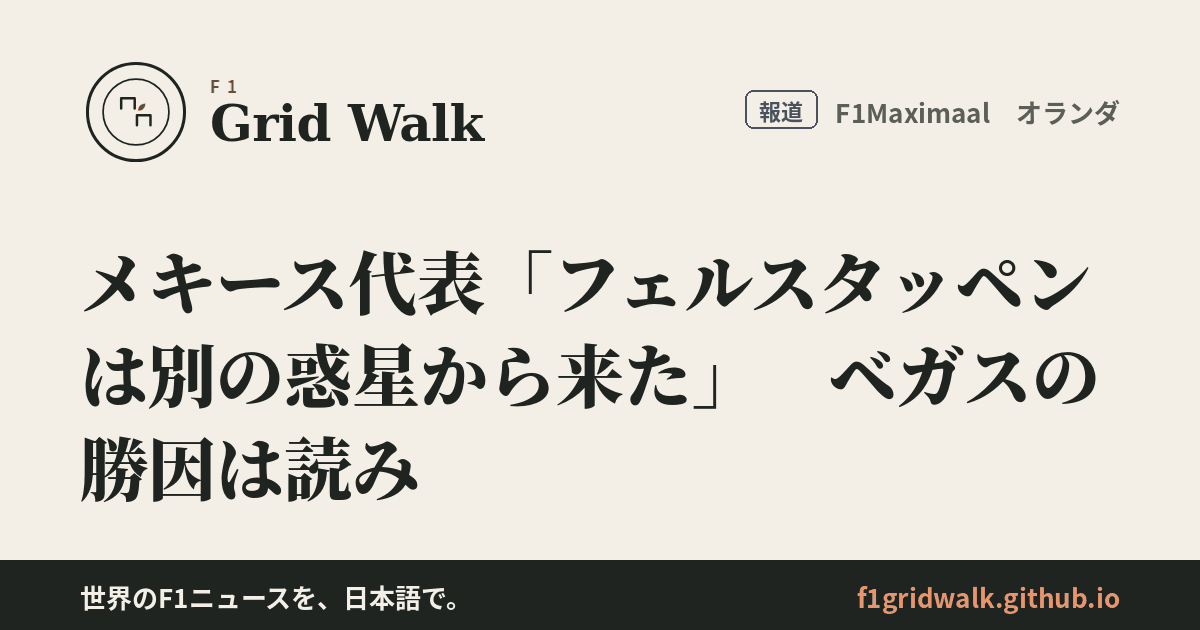 F1
Grid Walk
報道 F1Maximaal オランダ
メキース代表「フェルスタッペン
は別の惑星から来た」 ベガスの
勝因は読み
世界のF1ニュースを、日本語で。
f1gridwalk.github.io